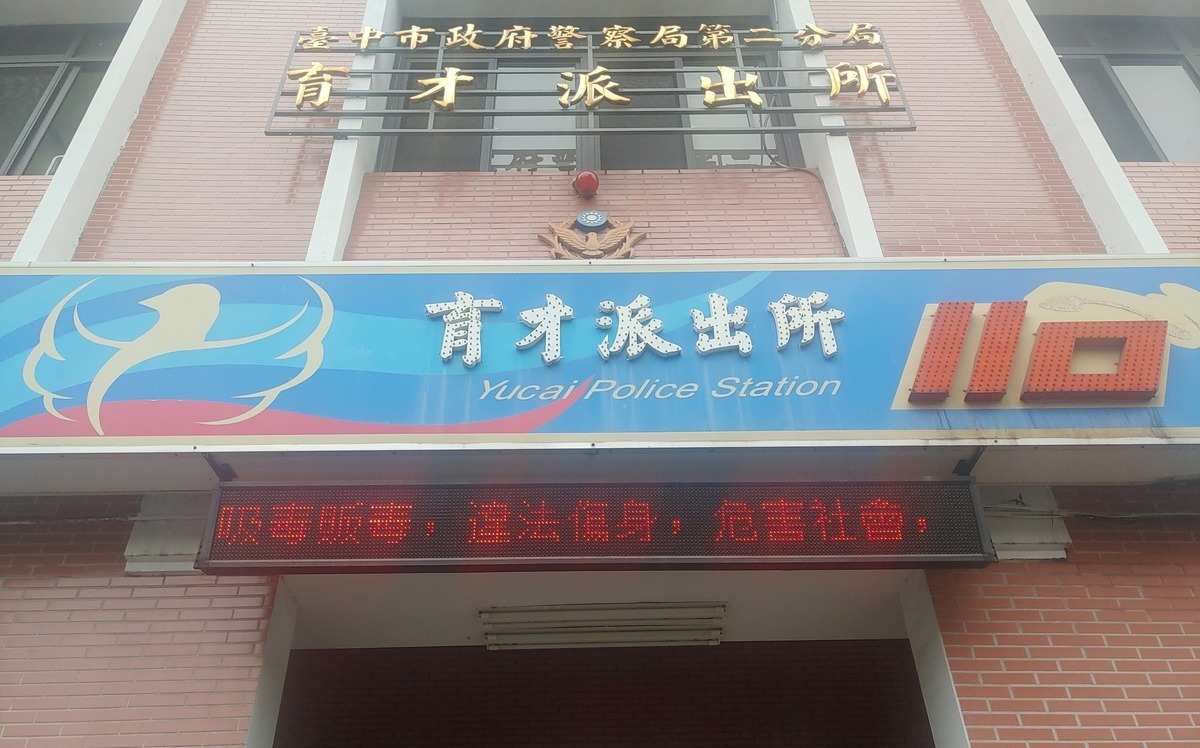 臺中市政府警察局第二分局
育才派出所
育才派出所
Yucai Police Station
110
吸毒販毒，違法傷身，危害社會，